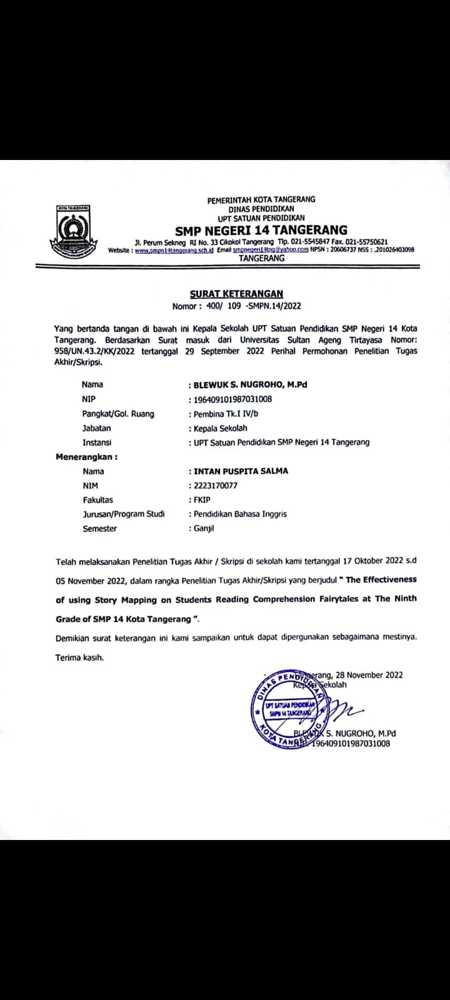 KOTA TANGERANG
PEMERINTAH KOTA TANGERANG
DINAS PENDIDIKAN
UPT SATUAN PENDIDIKAN
SMP NEGERI 14 TANGERANG
Jl. Perum Sekneg RI No. 33 Cikokol Tangerang Tlp. 021-5545847 Fax. 021-55750621
Website : www.smpn14tangerang.sch.id Email smpnegeri14tng@yahoo.com NPSN : 20606737 NSS : .201026403098
TANGERANG
SURAT KETERANGAN
Nomor : 400/ 109 -SMPN.14/2022
Yang bertanda tangan di bawah ini Kepala Sekolah UPT Satuan Pendidikan SMP Negeri 14 Kota
Tangerang. Berdasarkan Surat masuk dari Universitas Sultan Ageng Tirtayasa Nomor:
958/UN.43.2/KK/2022 tertanggal 29 September 2022 Perihal Permohonan Penelitian Tugas
Akhir/Skripsi.
Nama : BLEWUK S. NUGROHO, M.Pd
NIP : 196409101987031008
Pangkat/Gol. Ruang : Pembina Tk.I IV/b
Jabatan : Kepala Sekolah
Instansi : UPT Satuan Pendidikan SMP Negeri 14 Tangerang
Menerangkan :
Nama : INTAN PUSPITA SALMA
NIM : 2223170077
Fakultas : FKIP
Jurusan/Program Studi : Pendidikan Bahasa Inggris
Semester : Ganjil
Telah melaksanakan Penelitian Tugas Akhir / Skripsi di sekolah kami tertanggal 17 Oktober 2022 s.d
05 November 2022, dalam rangka Penelitian Tugas Akhir/Skripsi yang berjudul " The Effectiveness
of using Story Mapping on Students Reading Comprehension Fairytales at The Ninth
Grade of SMP 14 Kota Tangerang ".
Demikian surat keterangan ini kami sampaikan untuk dapat dipergunakan sebagaimana mestinya.
Terima kasih.
Tangerang, 28 November 2022
Kepala Sekolah
DINAS PENDIDIKAN
UPT SATUAN PENDIDIKAN
SMPN 14 TANGERANG
KOTA TANGERANG
BLEWUK S. NUGROHO, M.Pd
NIP. 196409101987031008